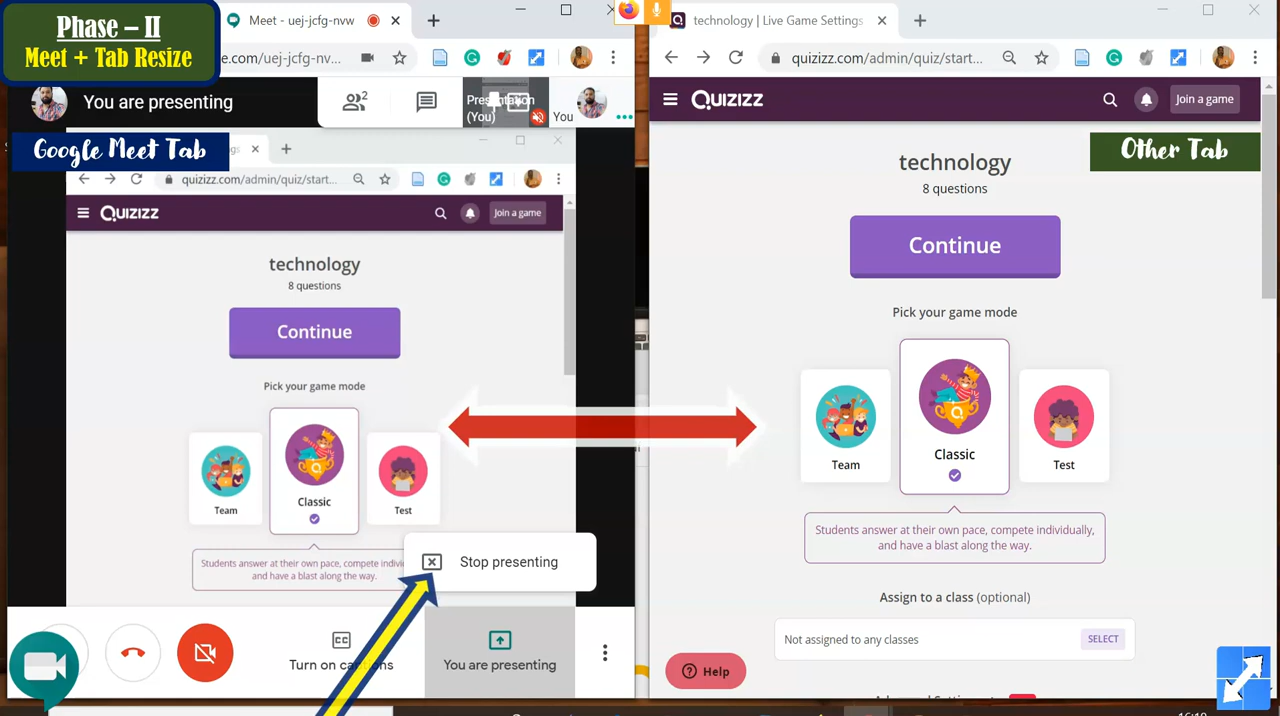 Phase – II
Meet + Tab Resize
Meet - uej-jcfg-nvw
e.com/uej-jcfg-nv...
You are presenting
2
Presentation
(You)
You
Google Meet Tab
quizizz.com/admin/quiz/start...
QUIZIZZ
Join a game
technology
8 questions
Continue
Pick your game mode
Team
Classic
Test
Students answer at their own pace, compete individually,
and have a blast along the way.
Stop presenting
CC
Turn on captions
You are presenting
technology | Live Game Settings
quizizz.com/admin/quiz/start...
QUIZIZZ
Join a game
Other Tab
technology
8 questions
Continue
Pick your game mode
Team
Classic
Test
Students answer at their own pace, compete individually,
and have a blast along the way.
Assign to a class (optional)
Not assigned to any classes
SELECT
Help